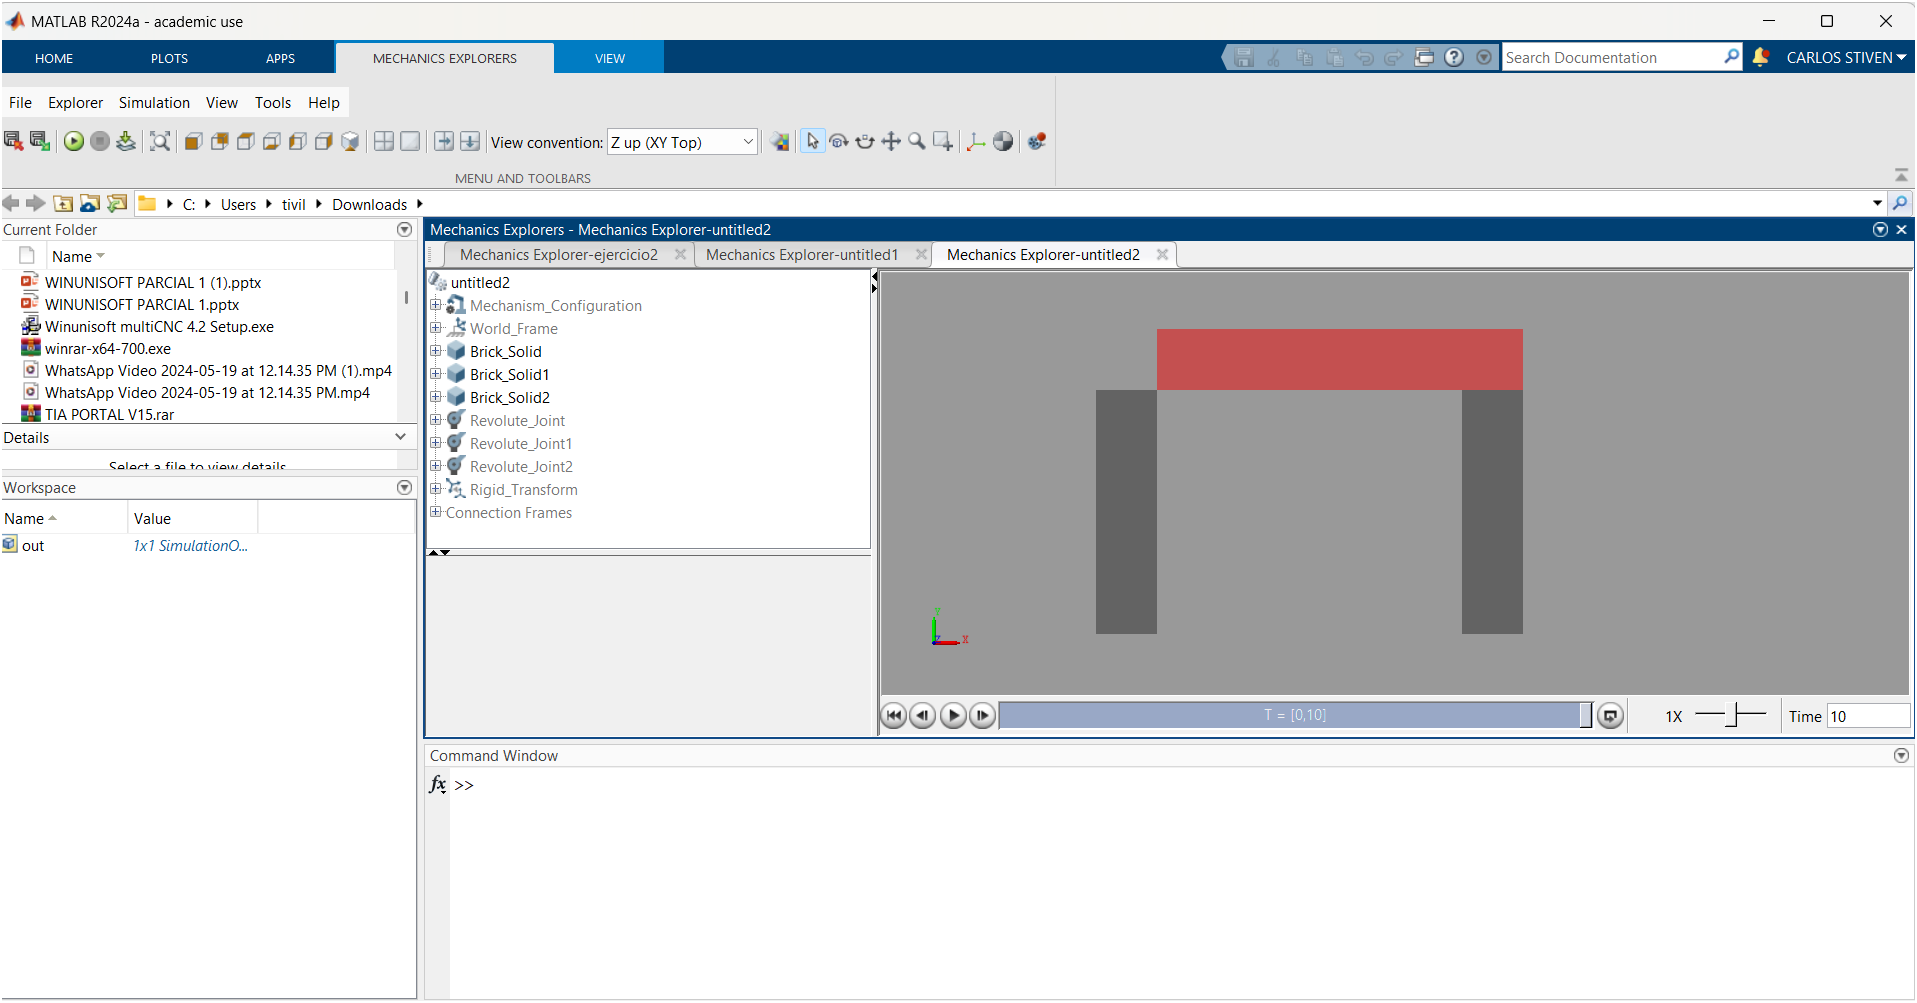 MATLAB R2024a - academic use
HOME PLOTS APPS MECHANICS EXPLORERS VIEW Search Documentation CARLOS STIVEN
File Explorer Simulation View Tools Help
View convention: Z up (XY Top)
MENU AND TOOLBARS
C: Users tivil Downloads
Current Folder
Name
WINUNISOFT PARCIAL 1 (1).pptx
WINUNISOFT PARCIAL 1.pptx
Winunisoft multiCNC 4.2 Setup.exe
winrar-x64-700.exe
WhatsApp Video 2024-05-19 at 12.14.35 PM (1).mp4
WhatsApp Video 2024-05-19 at 12.14.35 PM.mp4
TIA PORTAL V15.rar
Details
Select a file to view details
Workspace
Name Value
out 1x1 SimulationO...
Mechanics Explorers - Mechanics Explorer-untitled2
Mechanics Explorer-ejercicio2 Mechanics Explorer-untitled1 Mechanics Explorer-untitled2
untitled2
Mechanism_Configuration
World_Frame
Brick_Solid
Brick_Solid1
Brick_Solid2
Revolute_Joint
Revolute_Joint1
Revolute_Joint2
Rigid_Transform
Connection Frames
Y
Z X
T = [0,10] 1X Time 10
Command Window
fx >>